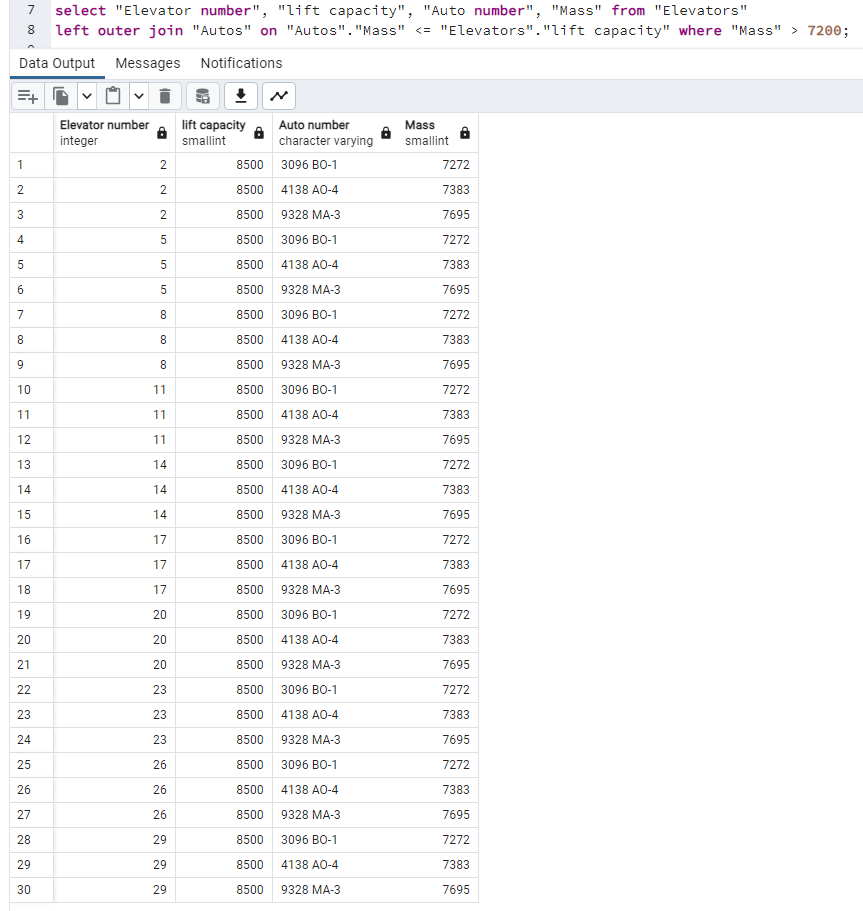 7 select "Elevator number", "lift capacity", "Auto number", "Mass" from "Elevators"
8 left outer join "Autos" on "Autos"."Mass" <= "Elevators"."lift capacity" where "Mass" > 7200;
Data Output Messages Notifications
Elevator number lift capacity Auto number Mass
integer smallint character varying smallint
1 2 8500 3096 BO-1 7272
2 2 8500 4138 AO-4 7383
3 2 8500 9328 MA-3 7695
4 5 8500 3096 BO-1 7272
5 5 8500 4138 AO-4 7383
6 5 8500 9328 MA-3 7695
7 8 8500 3096 BO-1 7272
8 8 8500 4138 AO-4 7383
9 8 8500 9328 MA-3 7695
10 11 8500 3096 BO-1 7272
11 11 8500 4138 AO-4 7383
12 11 8500 9328 MA-3 7695
13 14 8500 3096 BO-1 7272
14 14 8500 4138 AO-4 7383
15 14 8500 9328 MA-3 7695
16 17 8500 3096 BO-1 7272
17 17 8500 4138 AO-4 7383
18 17 8500 9328 MA-3 7695
19 20 8500 3096 BO-1 7272
20 20 8500 4138 AO-4 7383
21 20 8500 9328 MA-3 7695
22 23 8500 3096 BO-1 7272
23 23 8500 4138 AO-4 7383
24 23 8500 9328 MA-3 7695
25 26 8500 3096 BO-1 7272
26 26 8500 4138 AO-4 7383
27 26 8500 9328 MA-3 7695
28 29 8500 3096 BO-1 7272
29 29 8500 4138 AO-4 7383
30 29 8500 9328 MA-3 7695